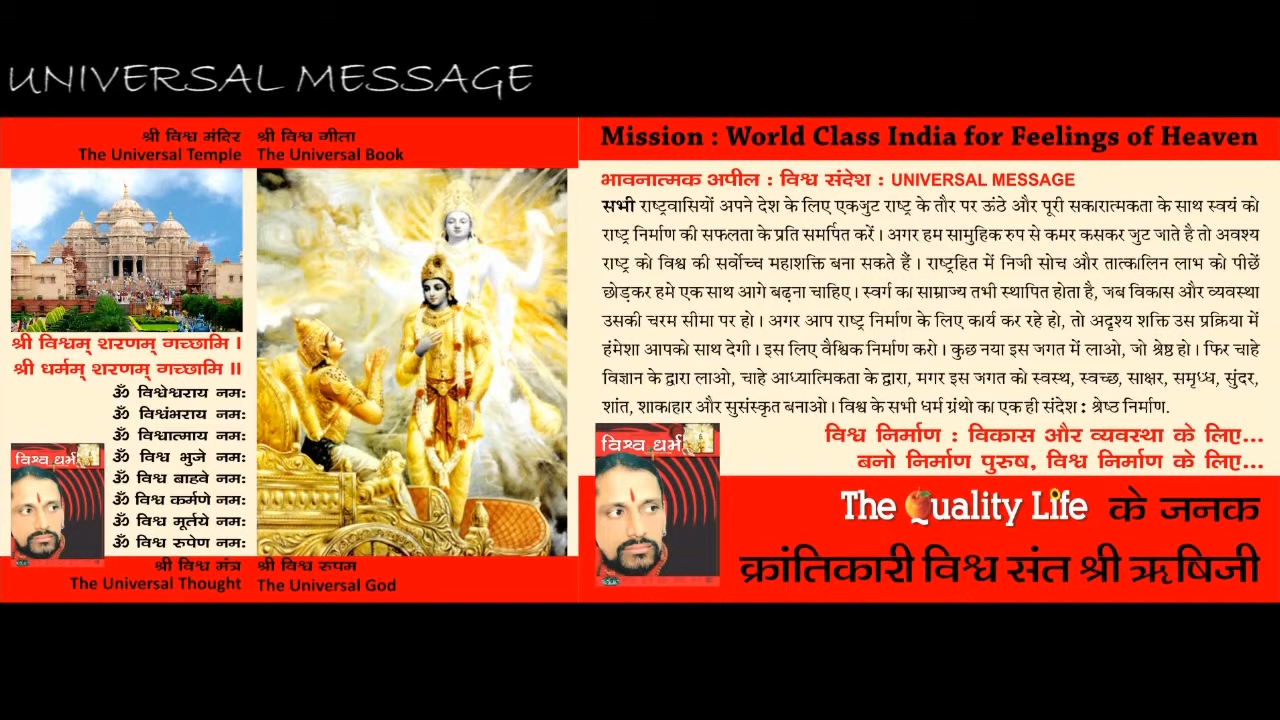 UNIVERSAL MESSAGE
श्री विश्व मंदिर
The Universal Temple
श्री विश्व गीता
The Universal Book
श्री विश्वम् शरणम् गच्छामि ।
श्री धर्मम् शरणम् गच्छामि ॥
ॐ विश्वेश्वराय नम:
ॐ विश्वंभराय नम:
ॐ विश्वात्माय नम:
ॐ विश्व भुजे नम:
ॐ विश्व बाहवे नम:
ॐ विश्व कर्मणे नम:
ॐ विश्व मूर्तये नम:
ॐ विश्व रुपेण नम:
विश्व धर्म
श्री विश्व मंत्र
The Universal Thought
श्री विश्व रुपम
The Universal God
Mission : World Class India for Feelings of Heaven
भावनात्मक अपील : विश्व संदेश : UNIVERSAL MESSAGE
सभी राष्ट्रवासियों अपने देश के लिए एकजुट राष्ट्र के तौर पर ऊंठे और पूरी सकारात्मकता के साथ स्वयं को
राष्ट्र निर्माण की सफलता के प्रति समर्पित करें । अगर हम सामुहिक रुप से कमर कसकर जुट जाते है तो अवश्य
राष्ट्र को विश्व की सर्वोच्च महाशक्ति बना सकते हैं । राष्ट्रहित में निजी सोच और तात्कालिन लाभ को पीछें
छोड़कर हमे एक साथ आगे बढ़ना चाहिए । स्वर्ग का साम्राज्य तभी स्थापित होता है, जब विकास और व्यवस्था
उसकी चरम सीमा पर हो । अगर आप राष्ट्र निर्माण के लिए कार्य कर रहे हो, तो अदृश्य शक्ति उस प्रक्रिया में
हंमेशा आपको साथ देगी । इस लिए वैश्विक निर्माण करो । कुछ नया इस जगत में लाओ, जो श्रेष्ठ हो । फिर चाहे
विज्ञान के द्वारा लाओ, चाहे आध्यात्मिकता के द्वारा, मगर इस जगत को स्वस्थ, स्वच्छ, साक्षर, समृध्ध, सुंदर,
शांत, शाकाहार और सुसंस्कृत बनाओ । विश्व के सभी धर्म ग्रंथो का एक ही संदेश : श्रेष्ठ निर्माण.
विश्व निर्माण : विकास और व्यवस्था के लिए...
बनो निर्माण पुरुष, विश्व निर्माण के लिए...
विश्व धर्म
The Quality Life के जनक
क्रांतिकारी विश्व संत श्री ऋषिजी